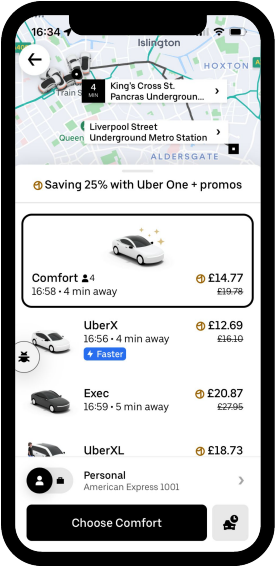 16:34
Islington
HOXTON
4
MIN
King's Cross St.
Pancras Undergroun...
Train S
Liverpool Street
Underground Metro Station
Queen
ALDERSGATE
Saving 25% with Uber One + promos
Comfort 4
£14.77
16:58 • 4 min away
£19.78
UberX
£12.69
16:56 • 4 min away
£16.10
Faster
Exec
£20.87
16:59 • 5 min away
£27.95
UberXL
£18.73
Personal
American Express 1001
Choose Comfort